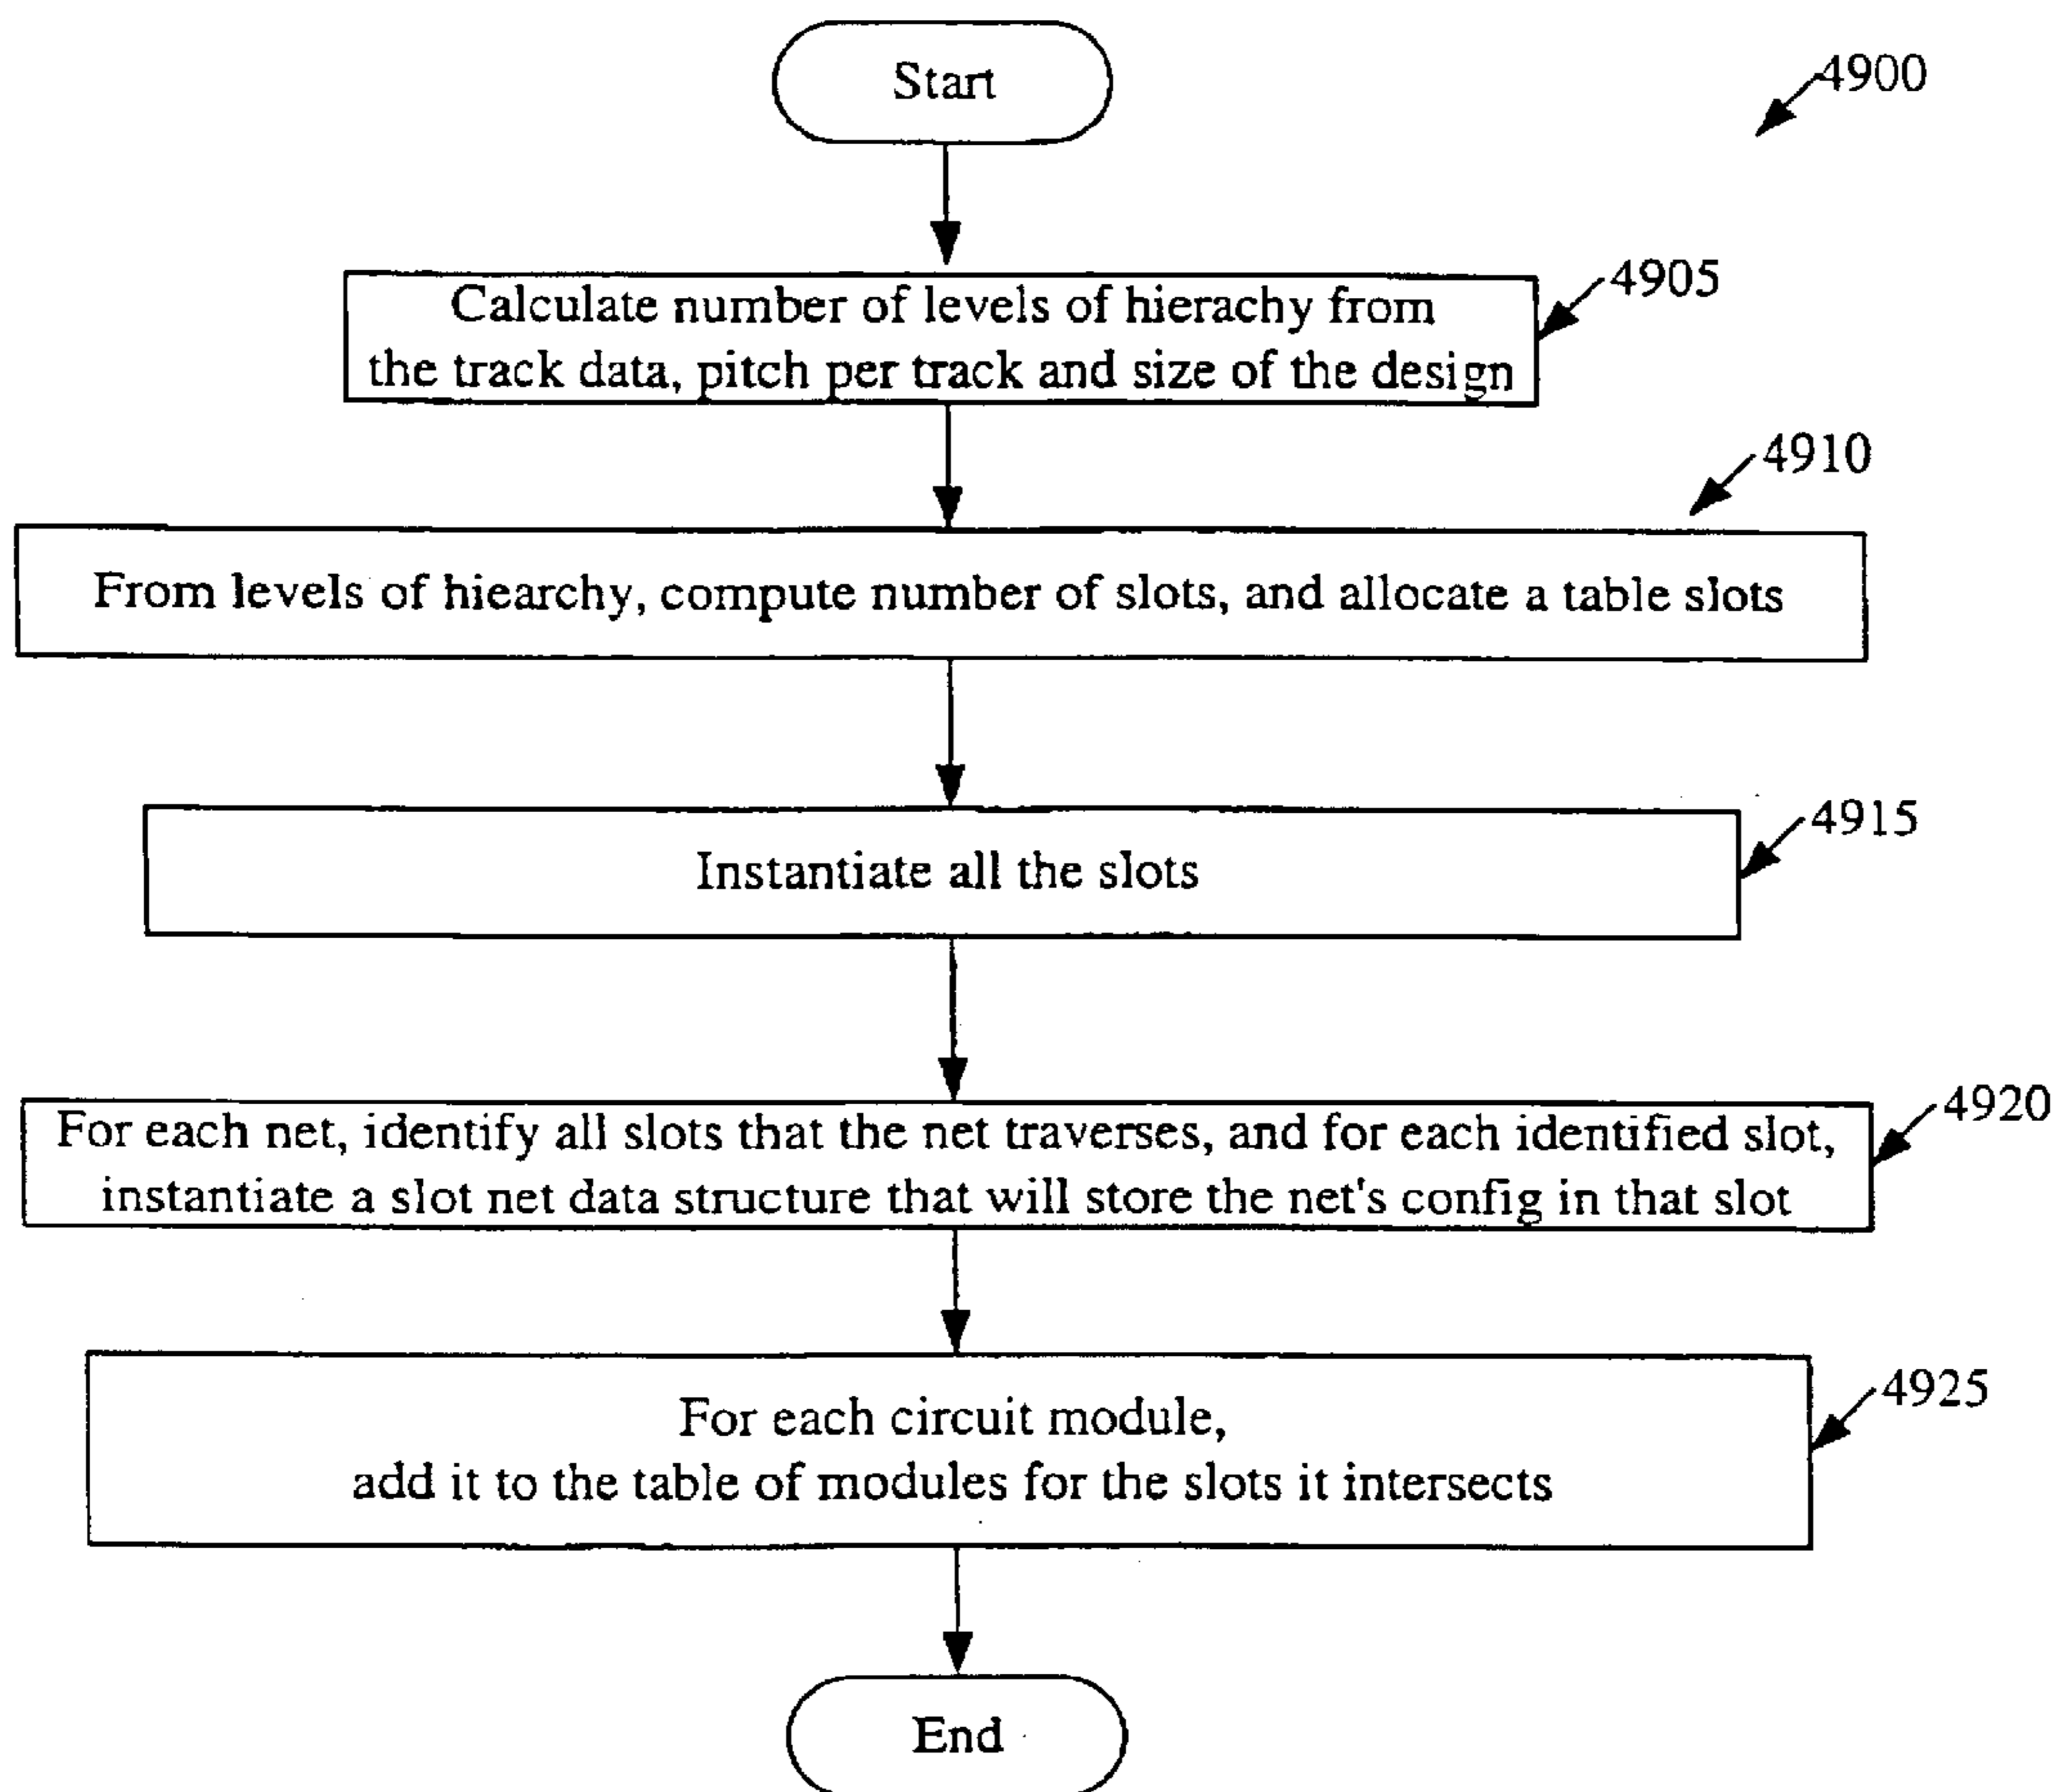 Start
4900
4905
Calculate number of levels of hierachy from
the track data, pitch per track and size of the design
4910
From levels of hiearchy, compute number of slots, and allocate a table slots
4915
Instantiate all the slots
4920
For each net, identify all slots that the net traverses, and for each identified slot,
instantiate a slot net data structure that will store the net's config in that slot
4925
For each circuit module,
add it to the table of modules for the slots it intersects
End